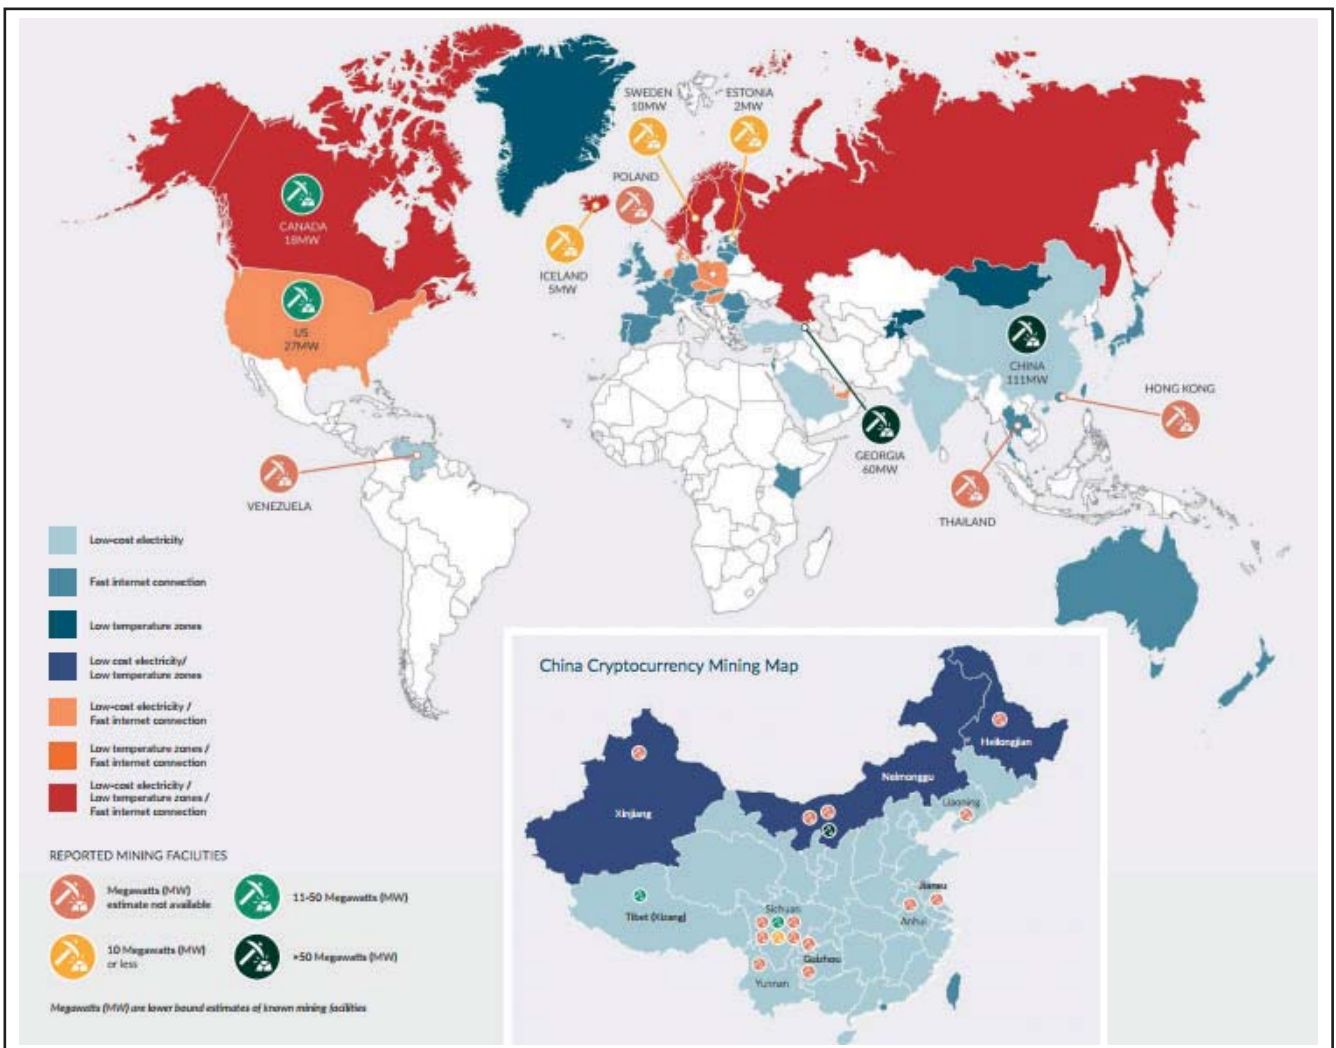 SWEDEN
10MW
ESTONIA
2MW
POLAND
CANADA
18MW
ICELAND
5MW
US
27MW
CHINA
111MW
HONG KONG
GEORGIA
60MW
VENEZUELA
THAILAND
Low-cost electricity
Fast internet connection
Low temperature zones
Low cost electricity/
Low temperature zones
Low-cost electricity /
Fast internet connection
Low temperature zones /
Fast internet connection
Low-cost electricity /
Low temperature zones /
Fast internet connection
REPORTED MINING FACILITIES
Megawatts (MW)
estimate not available
11-50 Megawatts (MW)
10 Megawatts (MW)
or less
>50 Megawatts (MW)
Megawatts (MW) are lower bound estimates of known mining facilities
China Cryptocurrency Mining Map
Heilongjian
Neimonggu
Xinjiang
Liaoning
Jiansu
Anhui
Tibet (Xizang)
Sichuan
Guizhou
Yunnan